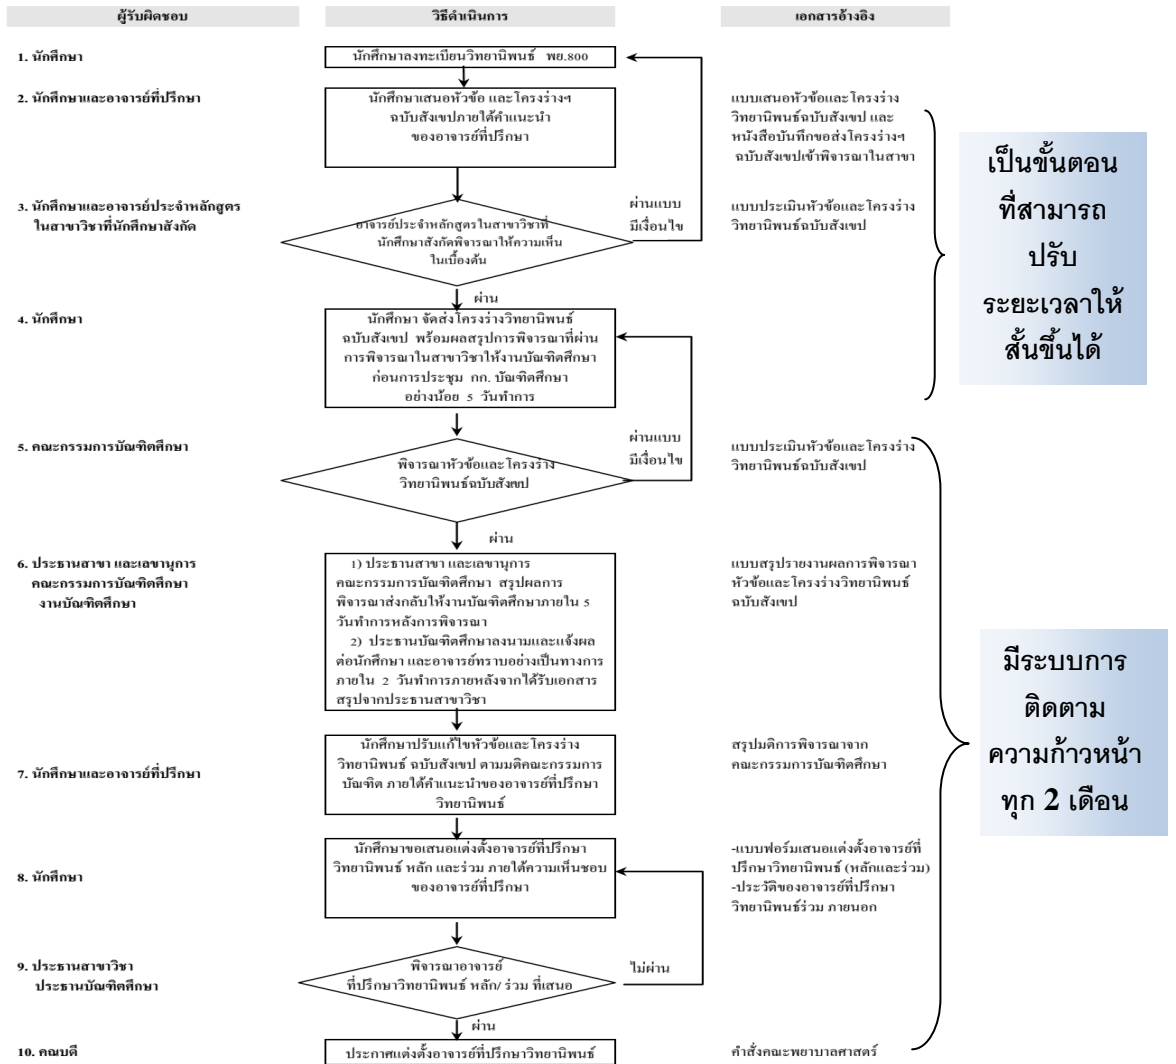 ผู้รับผิดชอบ
วิธีดำเนินการ
เอกสารอ้างอิง
1. นักศึกษา
นักศึกษาลงทะเบียนวิทยานิพนธ์ พย.800
2. นักศึกษาและอาจารย์ที่ปรึกษา
นักศึกษาเสนอหัวข้อ และโครงร่างฯ
ฉบับสังเขปภายใต้คำแนะนำ
ของอาจารย์ที่ปรึกษา
แบบเสนอหัวข้อและโครงร่าง
วิทยานิพนธ์ฉบับสังเขป และ
หนังสือบันทึกขอส่งโครงร่างฯ
ฉบับสังเขปเข้าพิจารณาในสาขา
3. นักศึกษาและอาจารย์ประจำหลักสูตร
ในสาขาวิชาที่นักศึกษาสังกัด
อาจารย์ประจำหลักสูตรในสาขาวิชาที่
นักศึกษาสังกัดพิจารณาให้ความเห็น
ในเบื้องต้น
ผ่านแบบ
มีเงื่อนไข
แบบประเมินหัวข้อและโครงร่าง
วิทยานิพนธ์ฉบับสังเขป
ผ่าน
4. นักศึกษา
นักศึกษา จัดส่งโครงร่างวิทยานิพนธ์
ฉบับสังเขป พร้อมผลสรุปการพิจารณาที่ผ่าน
การพิจารณาในสาขาวิชาให้งานบัณฑิตศึกษา
ก่อนการประชุม กก. บัณฑิตศึกษา
อย่างน้อย 5 วันทำการ
เป็นขั้นตอน
ที่สามารถ
ปรับ
ระยะเวลาให้
สั้นขึ้นได้
5. คณะกรรมการบัณฑิตศึกษา
พิจารณาหัวข้อและโครงร่าง
วิทยานิพนธ์ฉบับสังเขป
ผ่านแบบ
มีเงื่อนไข
แบบประเมินหัวข้อและโครงร่าง
วิทยานิพนธ์ฉบับสังเขป
ผ่าน
6. ประธานสาขา และเลขานุการ
คณะกรรมการบัณฑิตศึกษา
งานบัณฑิตศึกษา
1) ประธานสาขา และเลขานุการ
คณะกรรมการบัณฑิตศึกษา สรุปผลการ
พิจารณาส่งกลับให้งานบัณฑิตศึกษาภายใน 5
วันทำการหลังการพิจารณา
2) ประธานบัณฑิตศึกษาลงนามและแจ้งผล
ต่อนักศึกษา และอาจารย์ทราบอย่างเป็นทางการ
ภายใน 2 วันทำการภายหลังจากได้รับเอกสาร
สรุปจากประธานสาขาวิชา
แบบสรุปรายงานผลการพิจารณา
หัวข้อและโครงร่างวิทยานิพนธ์
ฉบับสังเขป
7. นักศึกษาและอาจารย์ที่ปรึกษา
นักศึกษาปรับแก้ไขหัวข้อและโครงร่าง
วิทยานิพนธ์ ฉบับสังเขป ตามมติคณะกรรมการ
บัณฑิต ภายใต้คำแนะนำของอาจารย์ที่ปรึกษา
วิทยานิพนธ์
สรุปมติการพิจารณาจาก
คณะกรรมการบัณฑิตศึกษา
มีระบบการ
ติดตาม
ความก้าวหน้า
ทุก 2 เดือน
8. นักศึกษา
นักศึกษาขอเสนอแต่งตั้งอาจารย์ที่ปรึกษา
วิทยานิพนธ์ หลัก และร่วม ภายใต้ความเห็นชอบ
ของอาจารย์ที่ปรึกษา
-แบบฟอร์มเสนอแต่งตั้งอาจารย์ที่
ปรึกษาวิทยานิพนธ์ (หลักและร่วม)
-ประวัติของอาจารย์ที่ปรึกษา
วิทยานิพนธ์ร่วม ภายนอก
9. ประธานสาขาวิชา
ประธานบัณฑิตศึกษา
พิจารณาอาจารย์
ที่ปรึกษาวิทยานิพนธ์ หลัก/ ร่วม ที่เสนอ
ไม่ผ่าน
ผ่าน
10. คณบดี
ประกาศแต่งตั้งอาจารย์ที่ปรึกษาวิทยานิพนธ์
คำสั่งคณะพยาบาลศาสตร์